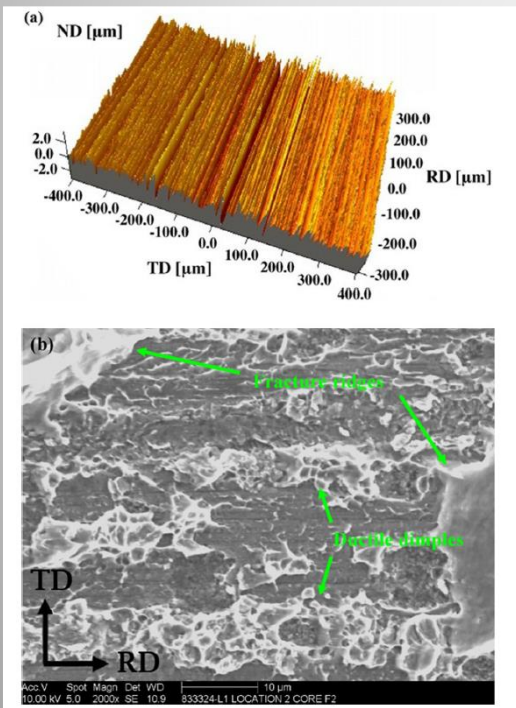 (a)
ND [µm]
2.0
0.0
-2.0
-400.0
-300.0
-200.0
-100.0
0.0
100.0
200.0
300.0
400.0
TD [µm]
300.0
200.0
100.0
0.0
-100.0
-200.0
-300.0
RD [µm]
(b)
Fracture ridges
Ductile dimples
TD
RD
Acc.V Spot Magn Det WD 10 µm
10.00 kV 5.0 2000x SE 10.9 833324-L1 LOCATION 2 CORE F2